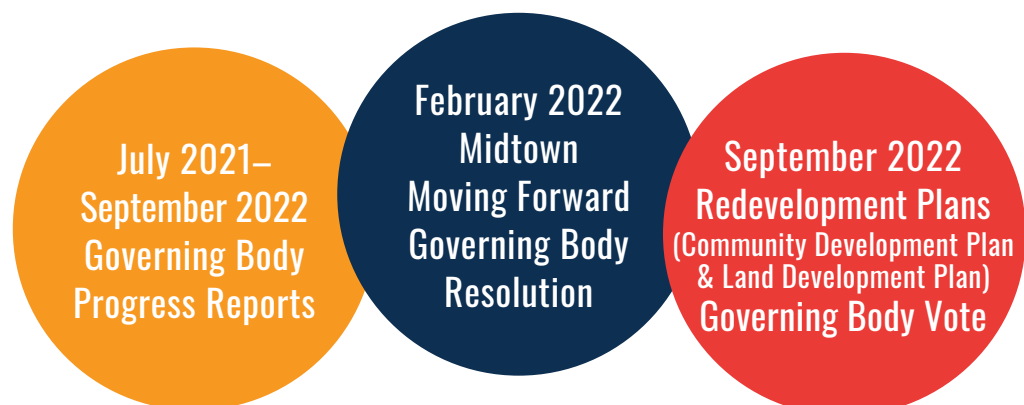 July 2021–
September 2022
Governing Body
Progress Reports
February 2022
Midtown
Moving Forward
Governing Body
Resolution
September 2022
Redevelopment Plans
(Community Development Plan
& Land Development Plan)
Governing Body Vote